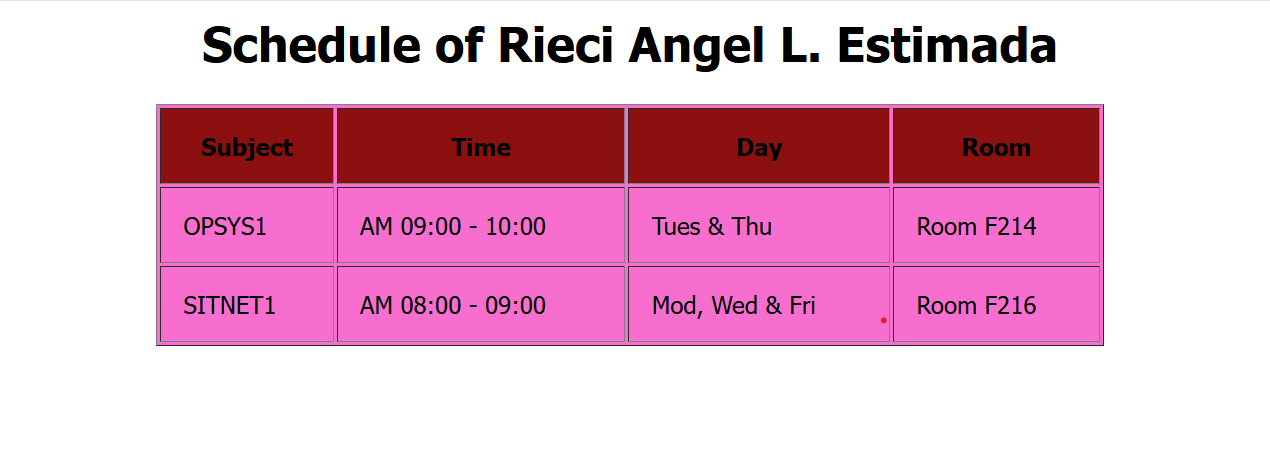 Schedule of Rieci Angel L. Estimada
Subject Time Day Room
OPSYS1 AM 09:00 - 10:00 Tues & Thu Room F214
SITNET1 AM 08:00 - 09:00 Mod, Wed & Fri Room F216